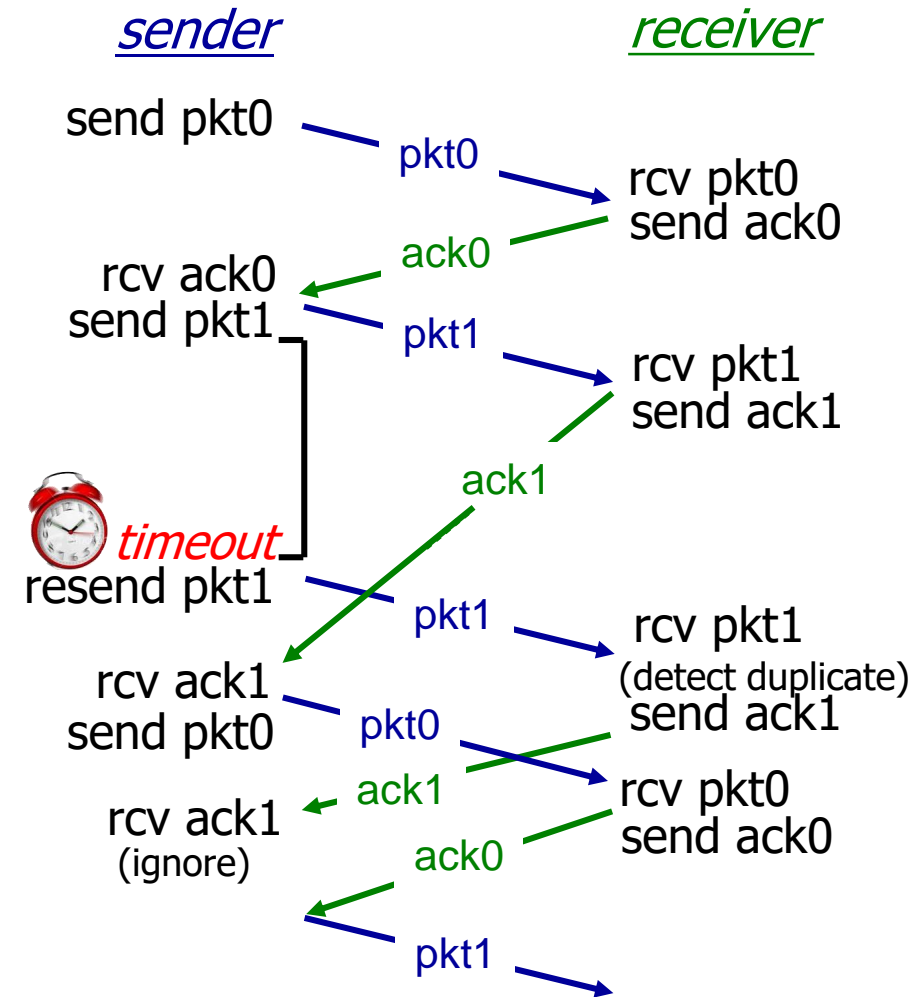 sender receiver
send pkt0
pkt0
rcv pkt0
send ack0
ack0
rcv ack0
send pkt1
pkt1
rcv pkt1
send ack1
ack1
timeout
resend pkt1
pkt1
rcv pkt1
(detect duplicate)
send ack1
rcv ack1
send pkt0
pkt0
ack1
rcv pkt0
send ack0
rcv ack1
(ignore)
ack0
pkt1